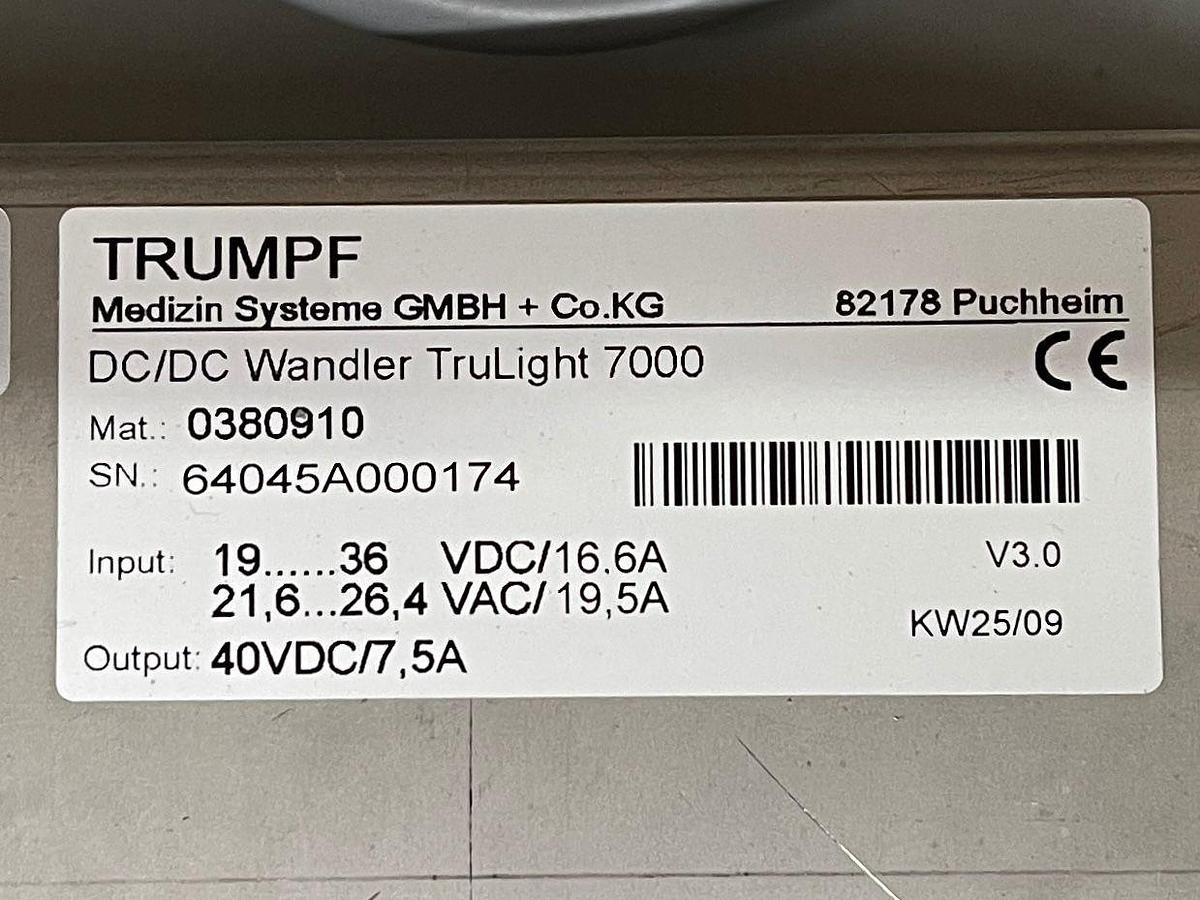 TRUMPF
Medizin Systeme GMBH + Co.KG 82178 Puchheim
DC/DC Wandler TruLight 7000 CE
Mat.: 0380910
SN.: 64045A000174
Input: 19......36 VDC/16.6A V3.0
21,6...26,4 VAC/ 19,5A
KW25/09
Output: 40VDC/7,5A